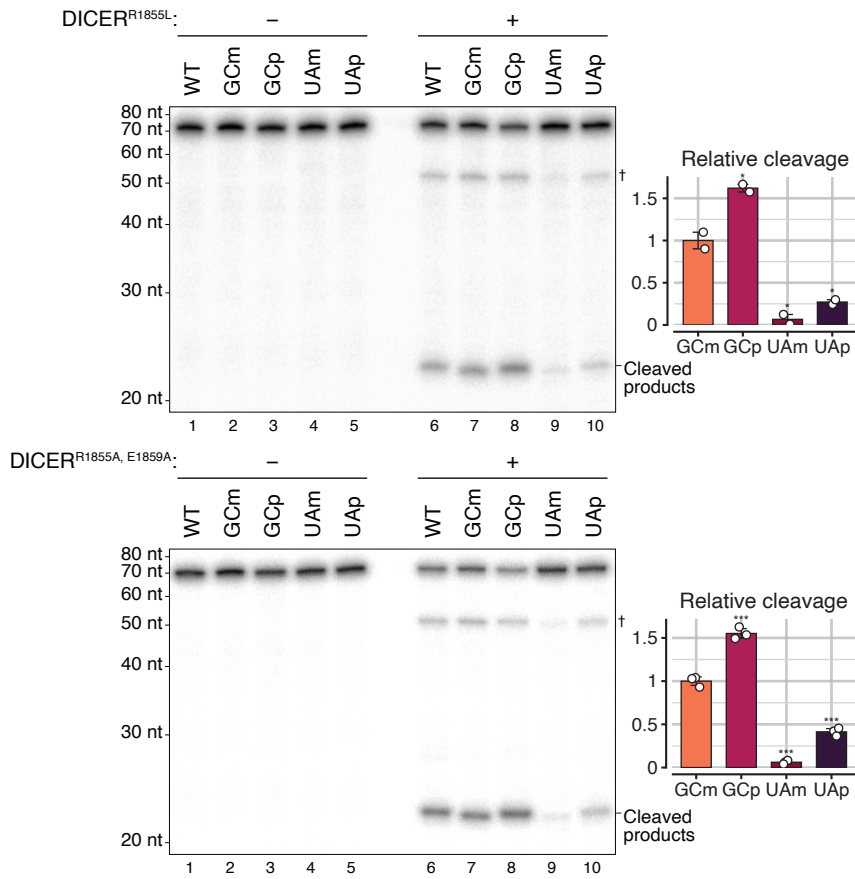 DICER^R1855L: – +
WT GCm GCp UAm UAp WT GCm GCp UAm UAp
80 nt
70 nt
60 nt
50 nt
40 nt
30 nt
20 nt
†
Cleaved
products
1 2 3 4 5 6 7 8 9 10
Relative cleavage
1.5
1
0.5
0
* * *
GCm GCp UAm UAp
DICER^R1855A, E1859A: – +
WT GCm GCp UAm UAp WT GCm GCp UAm UAp
80 nt
70 nt
60 nt
50 nt
30 nt
20 nt
†
Cleaved
products
1 2 3 4 5 6 7 8 9 10
Relative cleavage
1.5
1
0.5
0
*** *** ***
GCm GCp UAm UAp